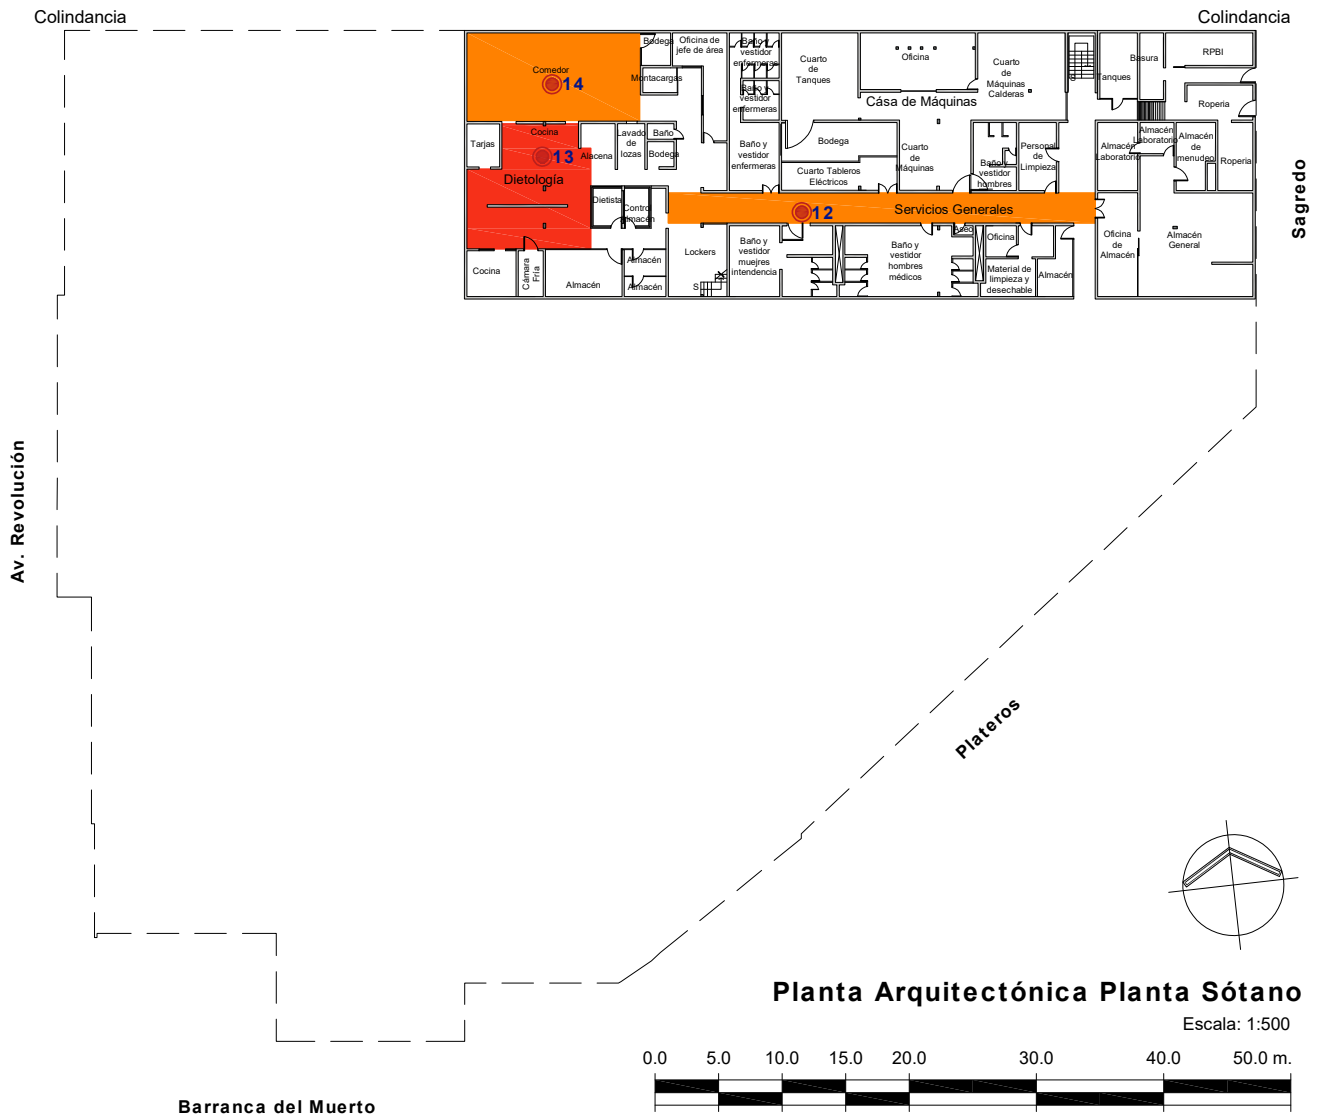 Colindancia
Colindancia
Bodega
Oficina de
jefe de área
Baño y
vestidor
enfermeras
Comedor
14
Montacargas
Baño y
vestidor
enfermeras
Cuarto
de
Tanques
Oficina
Cuarto
de
Máquinas
Calderas
Cása de Máquinas
Tanques
Basura
RPBI
Roperia
Cocina
13
Tarjas
Alacena
Lavado
de
lozas
Baño
Bodega
Dietología
Baño y
vestidor
enfermeras
Bodega
Cuarto Tableros
Eléctricos
Cuarto
de
Máquinas
Baño y
vestidor
hombres
Personal
de
Limpieza
Almacén
Laboratorio
Almacén
Laboratorio
Almacén
de
menudeo
Roperia
Dietista
Control
Almacén
12
Servicios Generales
Cocina
Cámara
Fría
Almacén
Almacén
Almacén
Lockers
S
Baño y
vestidor
muejres
intendencia
Baño y
vestidor
hombres
médicos
Aseo
Oficina
Material de
limpieza y
desechable
Almacén
Oficina
de
Almacén
Almacén
General
Sagredo
Av. Revolución
Plateros
Planta Arquitectónica Planta Sótano
Escala: 1:500
0.0 5.0 10.0 15.0 20.0 30.0 40.0 50.0 m.
Barranca del Muerto